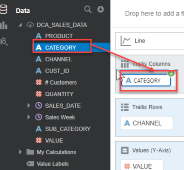 Data
Drop here to add a f
DCA_SALES_DATA
PRODUCT
CATEGORY
CHANNEL
CUST_ID
# Customers
QUANTITY
SALES_DATE
Sales Week
SUB_CATEGORY
VALUE
My Calculations
Value Labels
Line
Trellis Columns
CATEGORY
Trellis Rows
CHANNEL
Values (Y-Axis)
VALUE